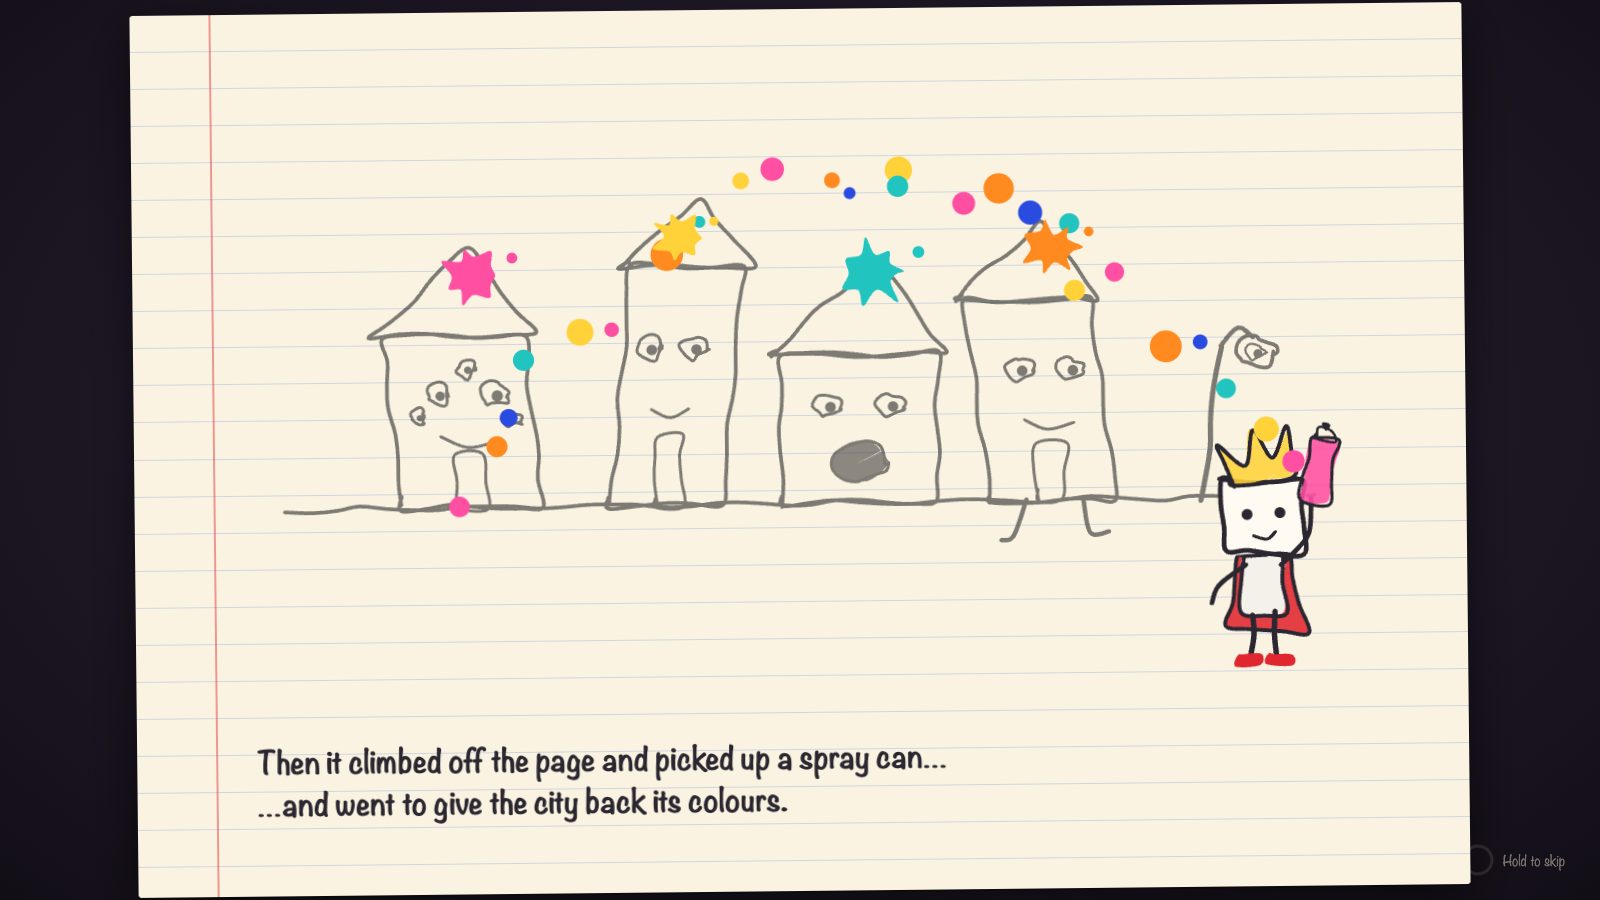 Then it climbed off the page and picked up a spray can...
...and went to give the city back its colours.
Hold to skip